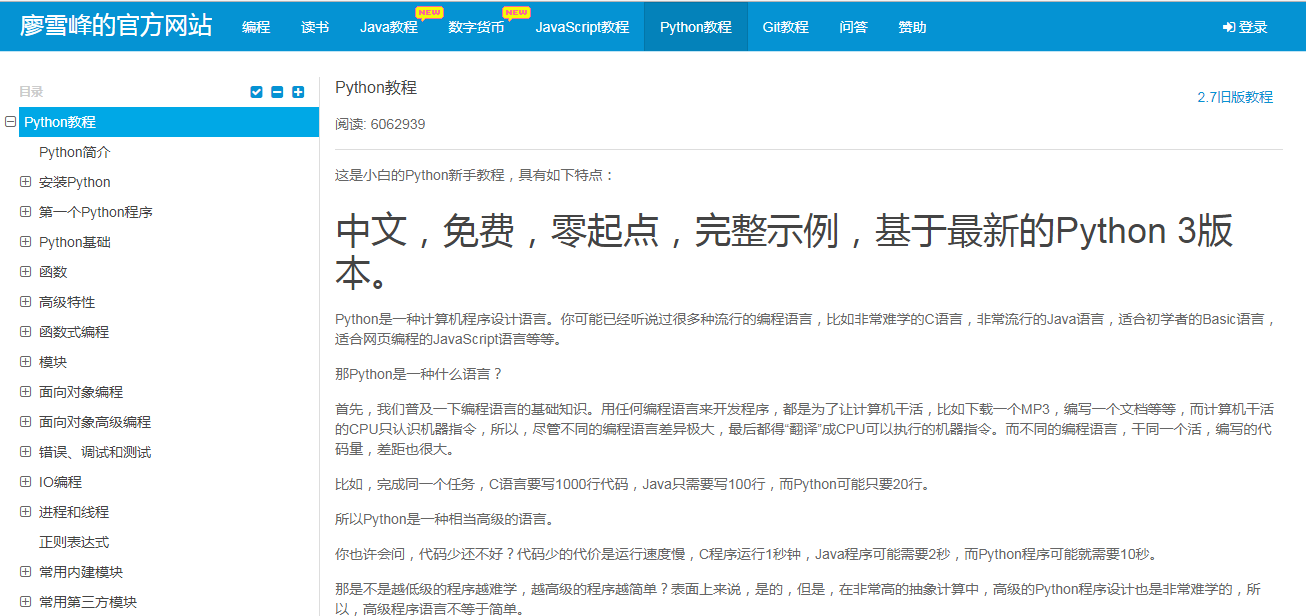 廖雪峰的官方网站 编程 读书 Java教程 NEW 数字货币 NEW JavaScript教程 Python教程 Git教程 问答 赞助 登录
目录
Python教程
Python简介
安装Python
第一个Python程序
Python基础
函数
高级特性
函数式编程
模块
面向对象编程
面向对象高级编程
错误、调试和测试
IO编程
进程和线程
正则表达式
常用内建模块
常用第三方模块
Python教程
2.7旧版教程
阅读: 6062939
这是小白的Python新手教程，具有如下特点：
中文，免费，零起点，完整示例，基于最新的Python 3版
本。
Python是一种计算机程序设计语言。你可能已经听说过很多种流行的编程语言，比如非常难学的C语言，非常流行的Java语言，适合初学者的Basic语言，
适合网页编程的JavaScript语言等等。
那Python是一种什么语言？
首先，我们普及一下编程语言的基础知识。用任何编程语言来开发程序，都是为了让计算机干活，比如下载一个MP3，编写一个文档等等，而计算机干活
的CPU只认识机器指令，所以，尽管不同的编程语言差异极大，最后都得“翻译”成CPU可以执行的机器指令。而不同的编程语言，干同一个活，编写的代
码量，差距也很大。
比如，完成同一个任务，C语言要写1000行代码，Java只需要写100行，而Python可能只要20行。
所以Python是一种相当高级的语言。
你也许会问，代码少还不好？代码少的代价是运行速度慢，C程序运行1秒钟，Java程序可能需要2秒，而Python程序可能就需要10秒。
那是不是越低级的程序越难学，越高级的程序越简单？表面上来说，是的，但是，在非常高的抽象计算中，高级的Python程序设计也是非常难学的，所
以，高级程序语言不等于简单。